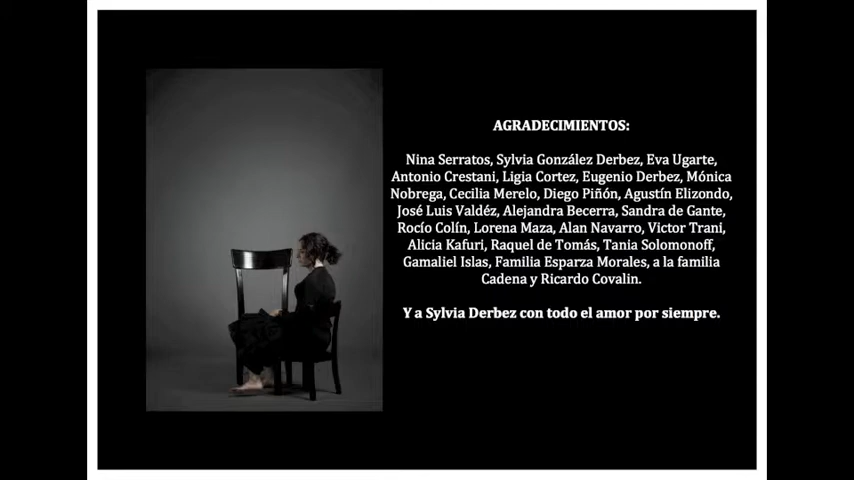 AGRADECIMIENTOS:
Nina Serratos, Sylvia González Derbez, Eva Ugarte,
Antonio Crestani, Ligia Cortez, Eugenio Derbez, Mónica
Nobrega, Cecilia Merelo, Diego Piñón, Agustín Elizondo,
José Luis Valdéz, Alejandra Becerra, Sandra de Gante,
Rocío Colín, Lorena Maza, Alan Navarro, Victor Trani,
Alicia Kafuri, Raquel de Tomás, Tania Solomonoff,
Gamaliel Islas, Familia Esparza Morales, a la familia
Cadena y Ricardo Covalin.
Y a Sylvia Derbez con todo el amor por siempre.